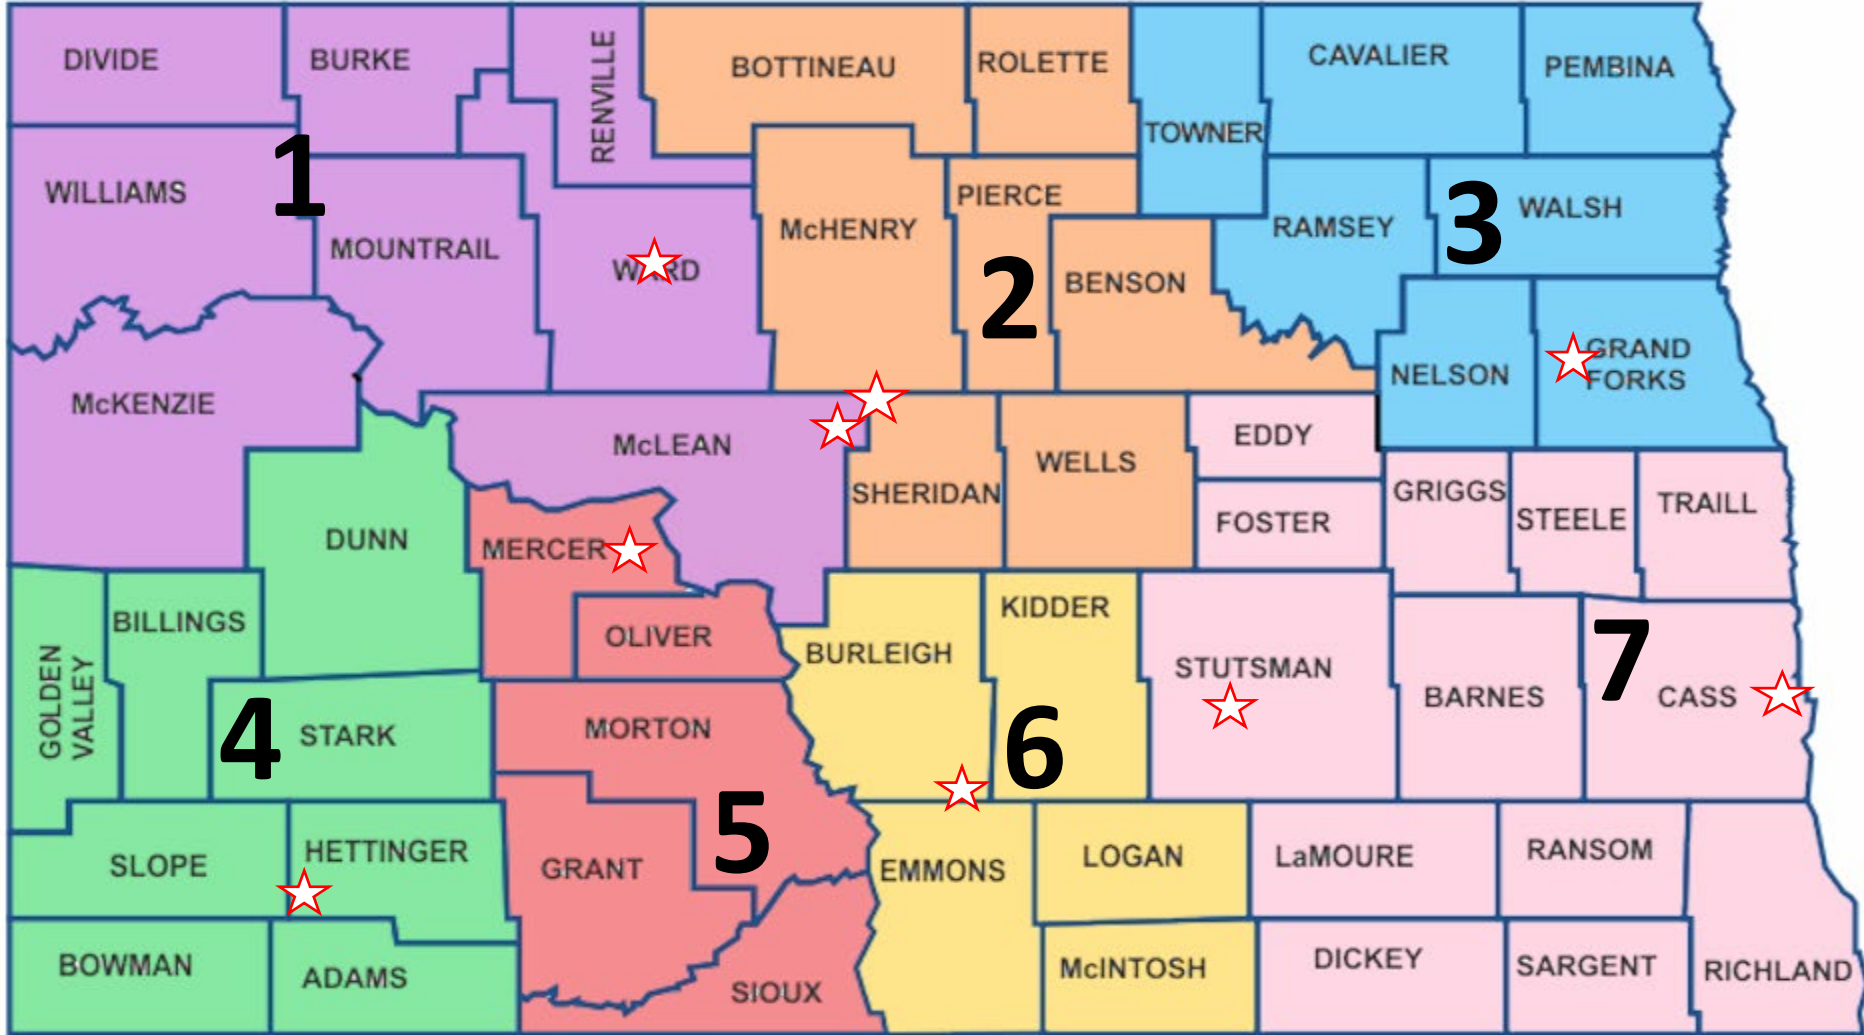 DIVIDE
BURKE
RENVILLE
BOTTINEAU
ROLETTE
TOWNER
CAVALIER
PEMBINA
1
WILLIAMS
MOUNTRAIL
WARD
McHENRY
PIERCE
2
BENSON
RAMSEY
3
WALSH
McKENZIE
NELSON
GRAND
FORKS
McLEAN
SHERIDAN
WELLS
EDDY
FOSTER
GRIGGS
STEELE
TRAILL
DUNN
MERCER
OLIVER
BILLINGS
GOLDEN
VALLEY
4
STARK
MORTON
BURLEIGH
KIDDER
6
STUTSMAN
BARNES
7
CASS
SLOPE
HETTINGER
GRANT
5
EMMONS
LOGAN
LaMOURE
RANSOM
BOWMAN
ADAMS
SIOUX
McINTOSH
DICKEY
SARGENT
RICHLAND